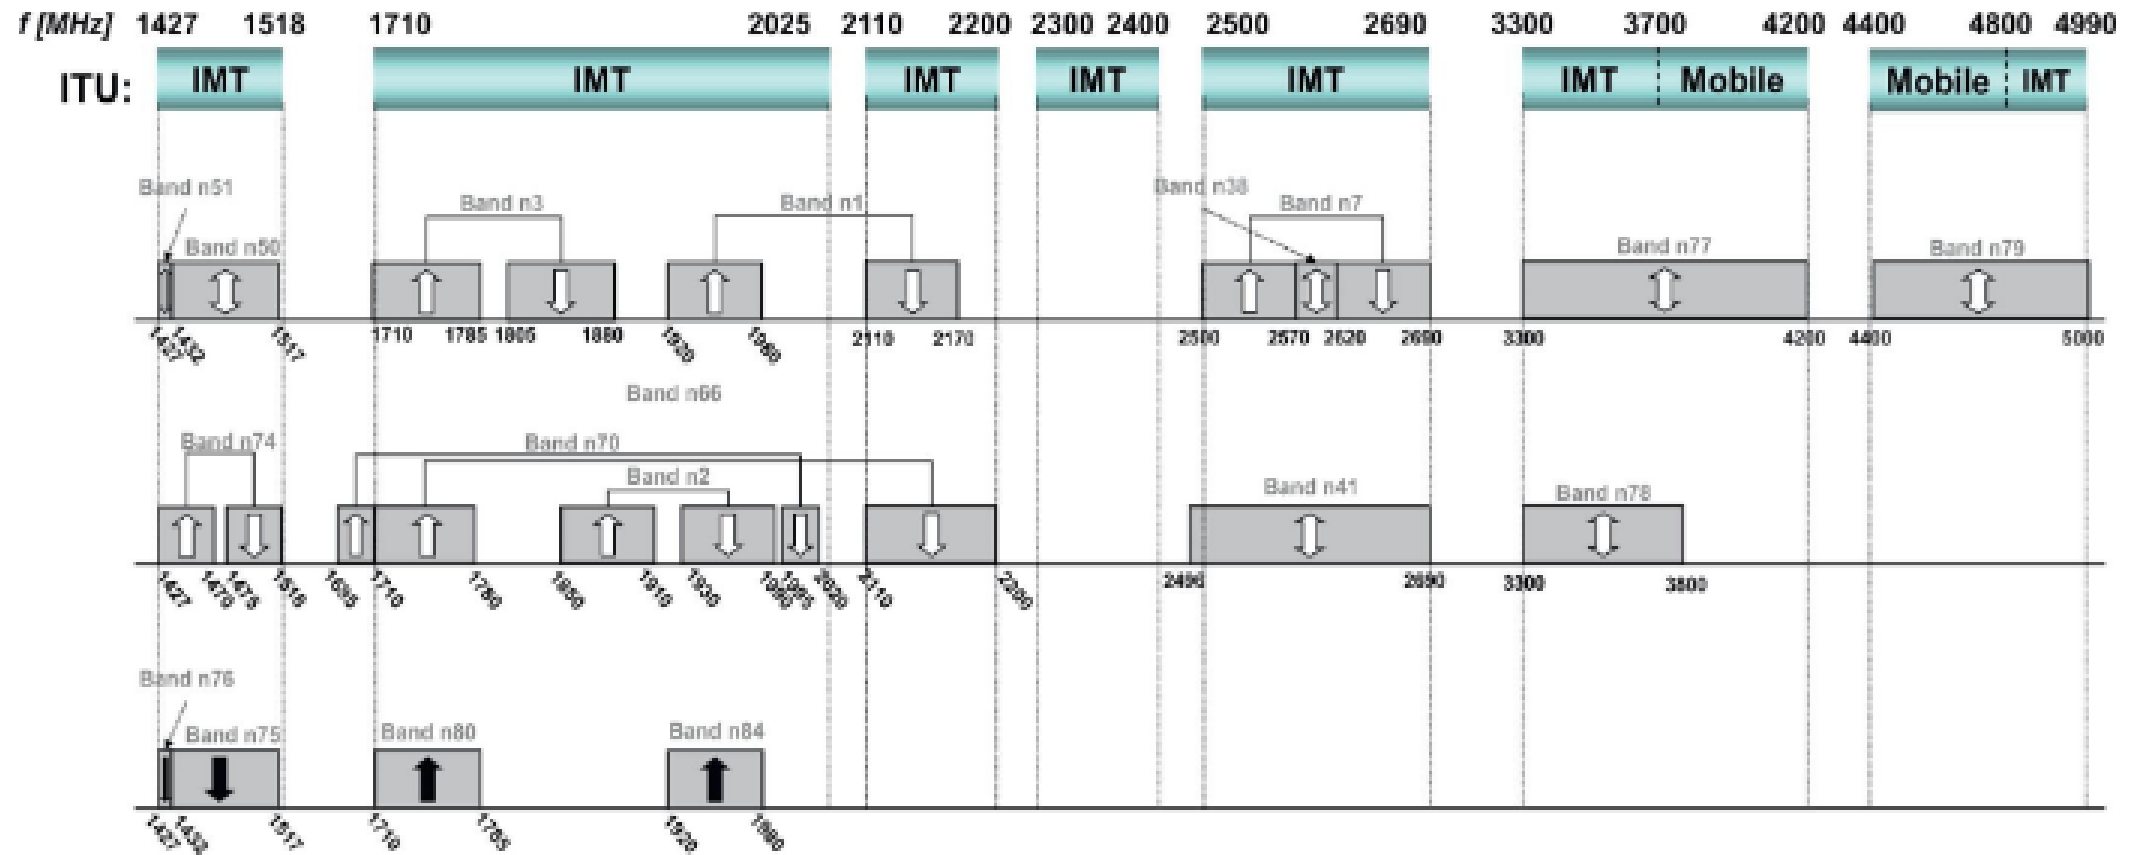 f [MHz] 1427 1518 1710 2025 2110 2200 2300 2400 2500 2690 3300 3700 4200 4400 4800 4990
ITU: IMT IMT IMT IMT IMT IMT Mobile Mobile IMT
Band n51 Band n38
Band n3 Band n1 Band n7
Band n50 Band n77 Band n79
1427 1432 1517 1710 1785 1805 1880 1920 1980 2110 2170 2500 2570 2620 2690 3300 4200 4400 5000
Band n66
Band n74 Band n70
Band n2 Band n41 Band n78
1427 1470 1475 1518 1695 1710 1780 1850 1910 1930 1990 1995 2020 2110 2200 2496 2690 3300 3800
Band n76
Band n75 Band n80 Band n84
1427 1432 1517 1710 1785 1920 1980